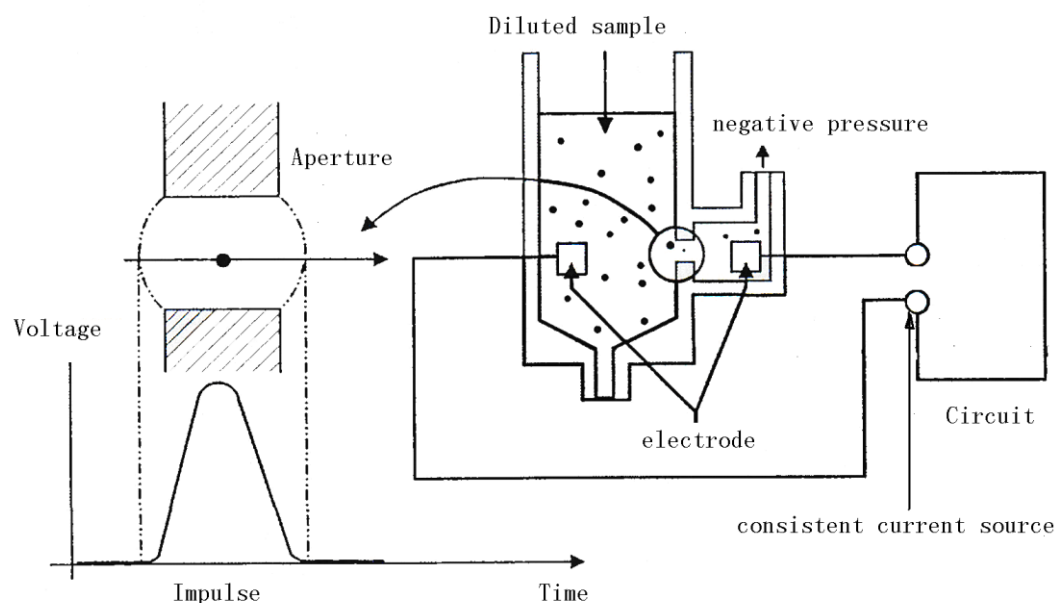 Diluted sample
negative pressure
Aperture
Voltage
electrode
Circuit
consistent current source
Impulse
Time